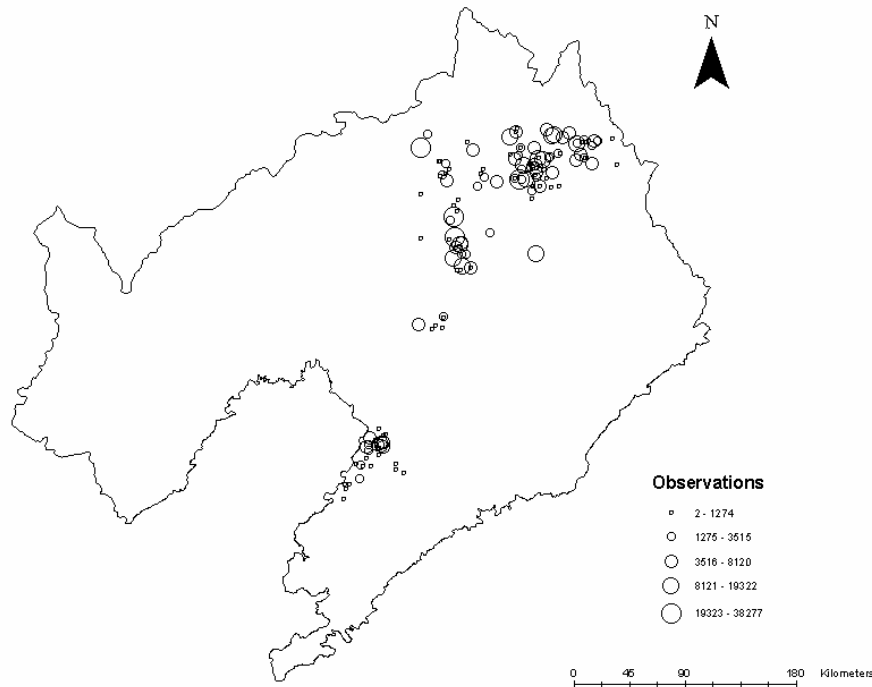 N
Observations
2 - 1274
1275 - 3515
3516 - 8120
8121 - 19322
19323 - 38277
0 45 90 180 Kilometers